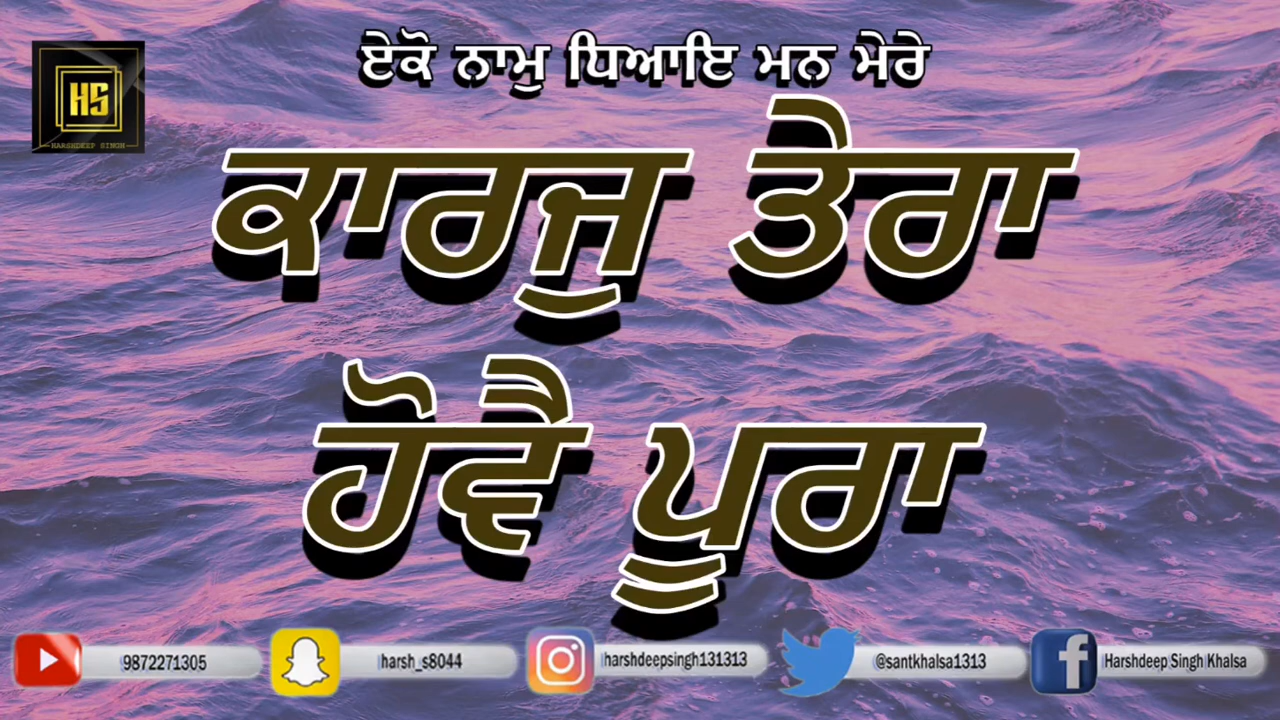 ਏਕੋ ਨਾਮੁ ਧਿਆਇ ਮਨ ਮੇਰੇ
HS
HARSHDEEP SINGH
ਕਾਰਜੁ ਤੇਰਾ
ਹੋਵੈ ਪੂਰਾ
9872271305
harsh_s8044
harshdeepsingh131313
@santkhalsa1313
Harshdeep Singh Khalsa